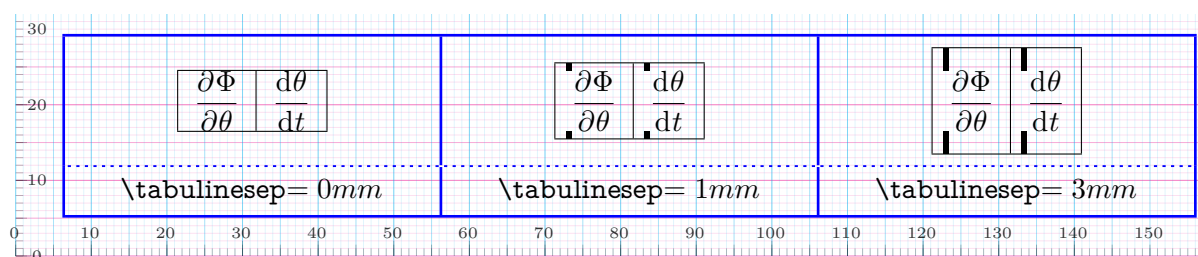 30
∂Φ dθ ∂Φ dθ ∂Φ dθ
20
∂θ dt ∂θ dt ∂θ dt
10 \tabulinesep= 0mm \tabulinesep= 1mm \tabulinesep= 3mm
0 10 20 30 40 50 60 70 80 90 100 110 120 130 140 150
0